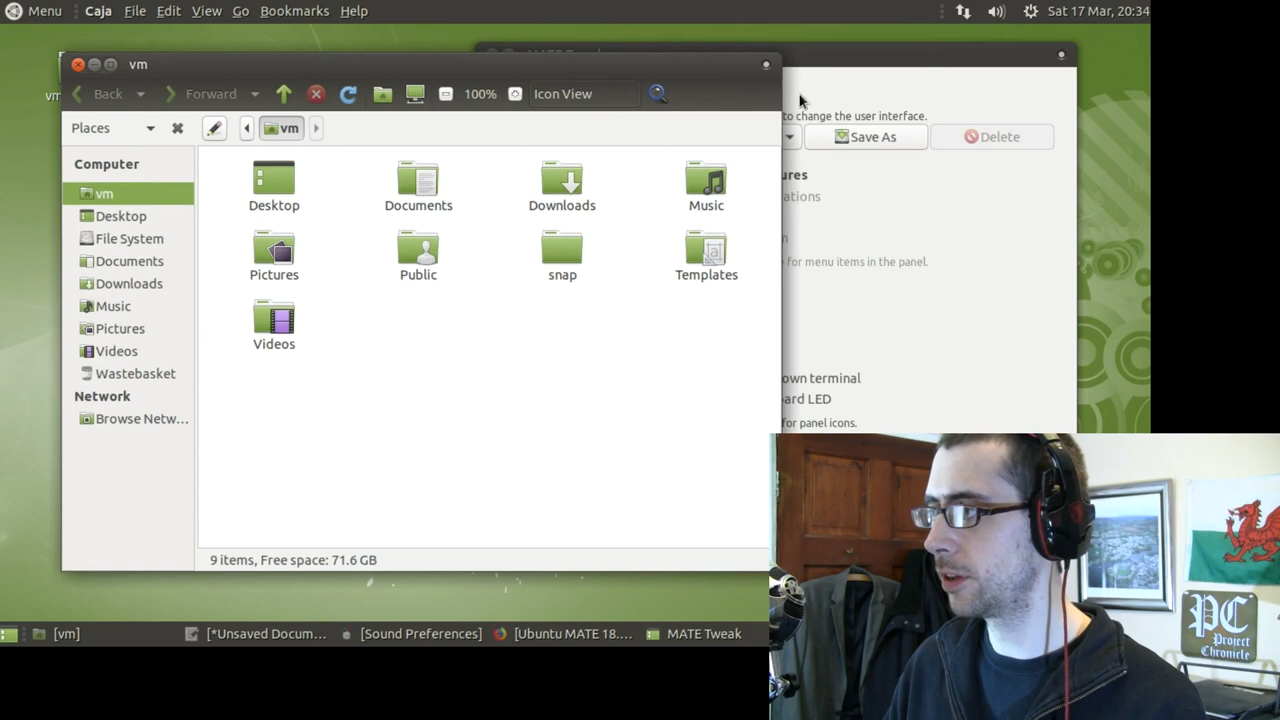 Menu Caja File Edit View Go Bookmarks Help Sat 17 Mar, 20:34
vm
vm
Back Forward 100% Icon View
to change the user interface.
Places vm Save As Delete
Computer
vm
Desktop
File System
Documents
Downloads
Music
Pictures
Videos
Wastebasket
Network
Browse Netw...
Desktop Documents Downloads Music
Pictures Public snap Templates
Videos
9 items, Free space: 71.6 GB
ures
ations
for menu items in the panel.
own terminal
ard LED
for panel icons.
[vm] [*Unsaved Docum... [Sound Preferences] [Ubuntu MATE 18.... MATE Tweak
PC
Project
Chronicle